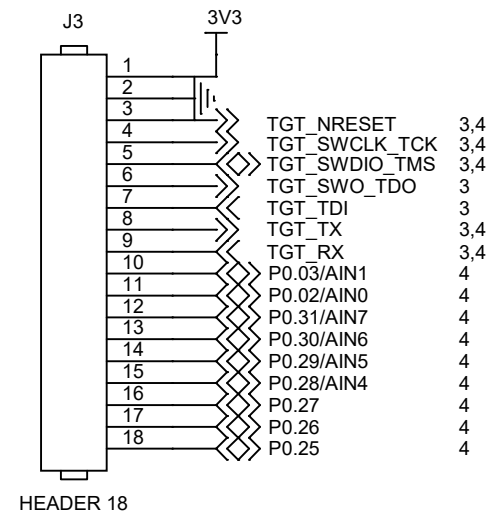 J3
3V3
1
2
3
4
5
6
7
8
9
10
11
12
13
14
15
16
17
18
TGT_NRESET 3,4
TGT_SWCLK_TCK 3,4
TGT_SWDIO_TMS 3,4
TGT_SWO_TDO 3
TGT_TDI 3
TGT_TX 3,4
TGT_RX 3,4
P0.03/AIN1 4
P0.02/AIN0 4
P0.31/AIN7 4
P0.30/AIN6 4
P0.29/AIN5 4
P0.28/AIN4 4
P0.27 4
P0.26 4
P0.25 4
HEADER 18